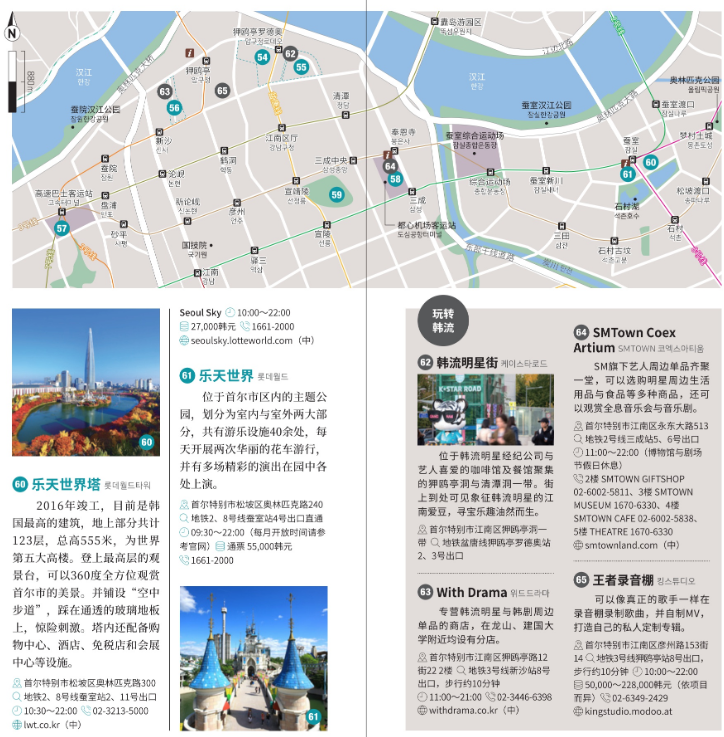 N
880m
汉江
한강
奥林匹克大桥
蚕院汉江公园
잠원한강공원
i
狎鸥亭
압구정
狎鸥亭罗德奥
압구정로데오
54
62
55
63
56
65
清潭
청담
新沙
신사
鹤洞
학동
江南区厅
강남구청
论岘
논현
蚕院
잠원
高速巴士客运站
고속터미널
57
盘浦
반포
砂平
사평
新论岘
신논현
彦州
언주
国技院
국기원
驿三
역삼
江南
강남
宣靖陵
선정릉
三成中央
삼성중앙
59
宣陵
선릉
奉恩寺
봉은사
i
64
58
三成
삼성
都心机场客运站
도심공항터미널
纛岛游园区
뚝섬유원지
江边北路
汉江
한강
蚕室汉江公园
잠실한강공원
奥林匹克大路
蚕室综合运动场
잠실종합운동장
综合运动场
종합운동장
蚕室新川
잠실새내
三田
삼전
石村古坟
석촌고분
石村
석촌
石村湖
석촌호수
蚕室
잠실
i
61
60
蚕室渡口
잠실나루
奥林匹克公园
올림픽공원
梦村土城
몽촌토성
松坡渡口
송파나루
60
60 乐天世界塔 롯데월드타워
2016年竣工，目前是韩
国最高的建筑，地上部分共计
123层，总高555米，为世界
第五大高楼。登上最高层的观
景台，可以360度全方位观赏
首尔市的美景。并铺设“空中
步道”，踩在通透的玻璃地板
上，惊险刺激。塔内还配备购
物中心、酒店、免税店和会展
中心等设施。
首尔特别市松坡区奥林匹克路300
地铁2、8号线蚕室站2、11号出口
10:30～22:00 02-3213-5000
lwt.co.kr（中）
Seoul Sky 10:00～22:00
27,000韩元 1661-2000
seoulsky.lotteworld.com（中）
61 乐天世界 롯데월드
位于首尔市区内的主题公
园，划分为室内与室外两大部
分，共有游乐设施40余处，每
天开展两次华丽的花车游行，
并有多场精彩的演出在园中各
处上演。
首尔特别市松坡区奥林匹克路240
地铁2、8号线蚕室站4号出口直通
09:30～22:00（每月开放时间请参
考官网） 通票 55,000韩元
1661-2000
61
玩转
韩流
62 韩流明星街 케이스타로드
K★STAR ROAD
位于韩流明星经纪公司与
艺人喜爱的咖啡馆及餐馆聚集
的狎鸥亭洞与清潭洞一带。街
上到处可见象征韩流明星的江
南爱豆，寻宝乐趣油然而生。
首尔特别市江南区狎鸥亭洞一
带 地铁盆唐线狎鸥亭罗德奥站
2、3号出口
63 With Drama 위드드라마
专营韩流明星与韩剧周边
单品的商店，在龙山、建国大
学附近均设有分店。
首尔特别市江南区狎鸥亭路12
街22 2楼 地铁3号线新沙站8号
出口，步行约10分钟
11:00～21:00 02-3446-6398
withdrama.co.kr（中）
64 SMTown Coex
Artium SMTOWN 코엑스아티움
SM旗下艺人周边单品齐聚
一堂，可以选购明星周边生活
用品与食品等多种商品，还可
以观赏全息音乐会与音乐剧。
首尔特别市江南区永东大路513
地铁2号线三成站5、6号出口
11:00～22:00（博物馆与剧场
节假日休息）
2楼 SMTOWN GIFTSHOP
02-6002-5811、3楼 SMTOWN
MUSEUM 1670-6330、4楼
SMTOWN CAFE 02-6002-5838、
5楼 THEATRE 1670-6330
smtownland.com（中）
65 王者录音棚 킹스튜디오
可以像真正的歌手一样在
录音棚录制歌曲，并自制MV，
打造自己的私人定制专辑。
首尔特别市江南区彦州路153街
14 地铁3号线狎鸥亭站8号出口，
步行约10分钟 10:00～22:00
50,000～228,000韩元（依项目
而异） 02-6349-2429
kingstudio.modoo.at